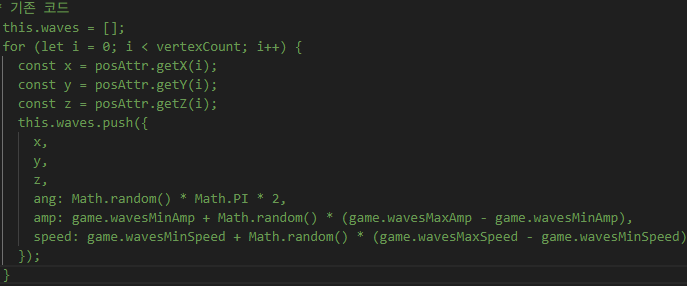 * 기존 코드
this.waves = [];
for (let i = 0; i < vertexCount; i++) {
const x = posAttr.getX(i);
const y = posAttr.getY(i);
const z = posAttr.getZ(i);
this.waves.push({
x,
y,
z,
ang: Math.random() * Math.PI * 2,
amp: game.wavesMinAmp + Math.random() * (game.wavesMaxAmp - game.wavesMinAmp),
speed: game.wavesMinSpeed + Math.random() * (game.wavesMaxSpeed - game.wavesMinSpeed)
});
}